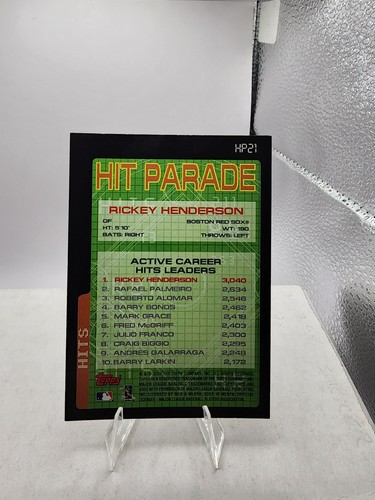 HP21
HIT PARADE
RICKEY HENDERSON
OF BOSTON RED SOX®
HT: 5'10" WT: 190
BATS: RIGHT THROWS: LEFT
ACTIVE CAREER
HITS LEADERS
1. RICKEY HENDERSON 3,040
2. RAFAEL PALMEIRO 2,634
3. ROBERTO ALOMAR 2,546
4. BARRY BONDS 2,462
5. MARK GRACE 2,419
6. FRED McGRIFF 2,403
7. JULIO FRANCO 2,300
8. CRAIG BIGGIO 2,295
9. ANDRES GALARRAGA 2,248
10. BARRY LARKIN 2,172
HITS
Topps